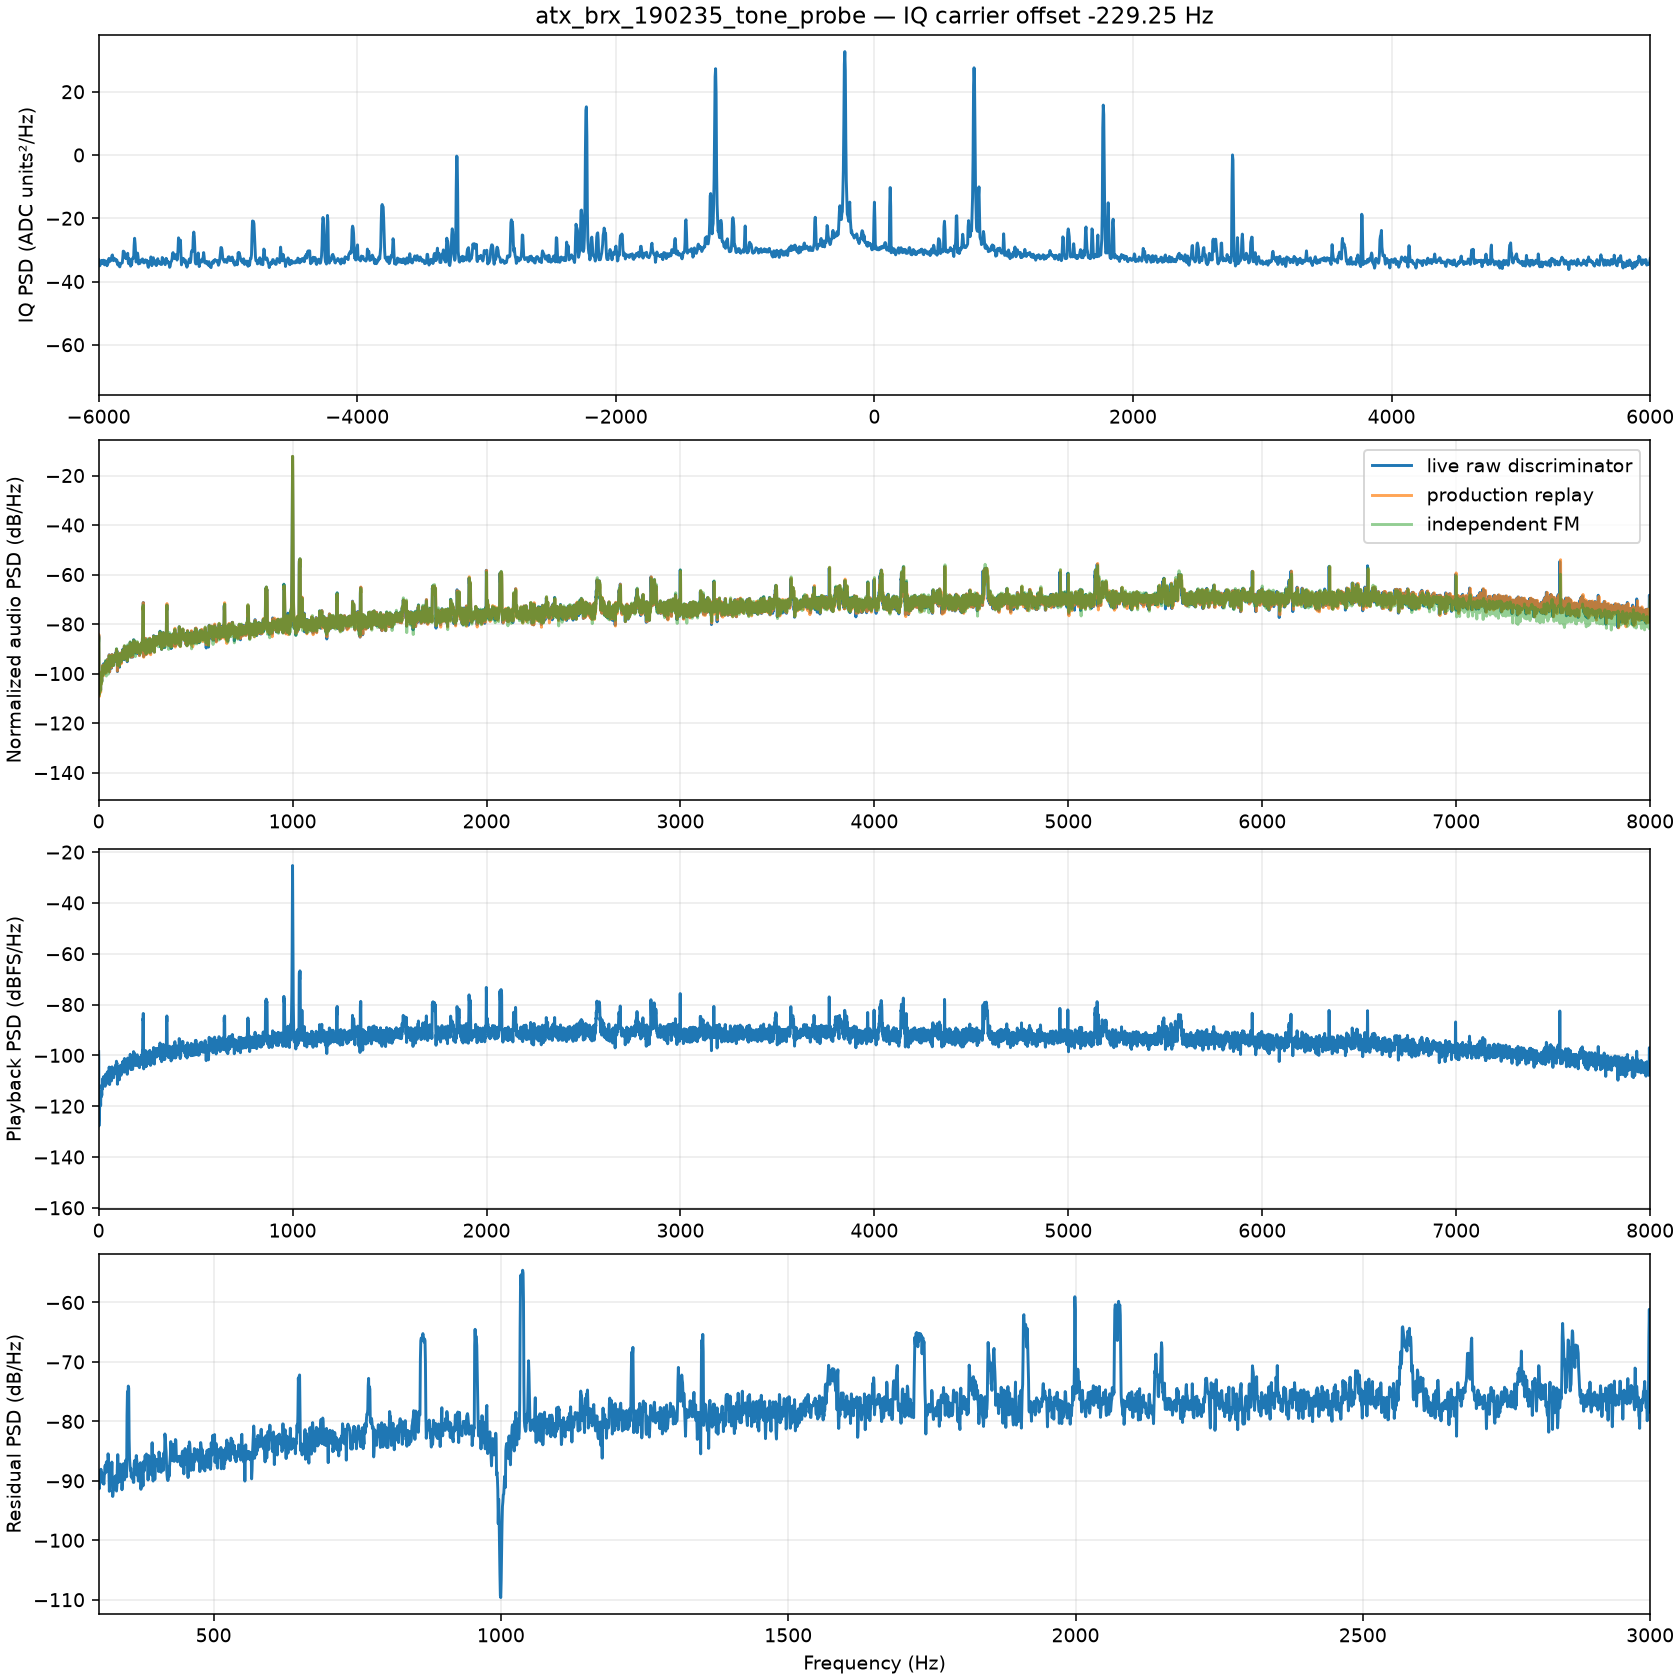 atx_brx_190235_tone_probe — IQ carrier offset -229.25 Hz
IQ PSD (ADC units²/Hz)
20
0
−20
−40
−60
−6000 −4000 −2000 0 2000 4000 6000
Normalized audio PSD (dB/Hz)
−20
−40
−60
−80
−100
−120
−140
live raw discriminator
production replay
independent FM
0 1000 2000 3000 4000 5000 6000 7000 8000
Playback PSD (dBFS/Hz)
−20
−40
−60
−80
−100
−120
−140
−160
0 1000 2000 3000 4000 5000 6000 7000 8000
Residual PSD (dB/Hz)
−60
−70
−80
−90
−100
−110
500 1000 1500 2000 2500 3000
Frequency (Hz)